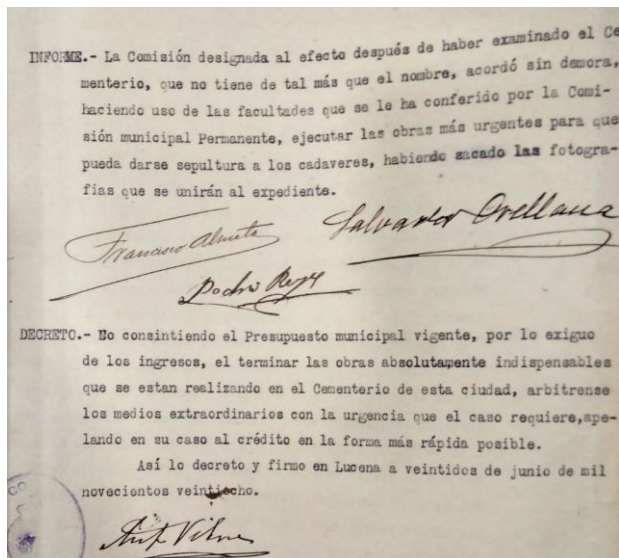 INFORME.- La Comisión designada al efecto después de haber examinado el Ce
menterio, que no tiene de tal más que el nombre, acordó sin demora,
haciendo uso de las facultades que se le ha conferido por la Comi-
sión municipal Permanente, ejecutar las obras más urgentes para que
pueda darse sepultura a los cadaveres, habiendo sacado las fotogra-
fias que se unirán al expediente.
Salvador Orellana
Francisco
Pedro
DECRETO.- No consintiendo el Presupuesto municipal vigente, por lo exiguo
de los ingresos, el terminar las obras absolutamente indispensables
que se estan realizando en el Cementerio de esta ciudad, arbitrense
los medios extraordinarios con la urgencia que el caso requiere,ape-
lando en su caso al crédito en la forma más rápida posible.
Así lo decreto y firmo en Lucena a veintidos de junio de mil
novecientos veintiocho.